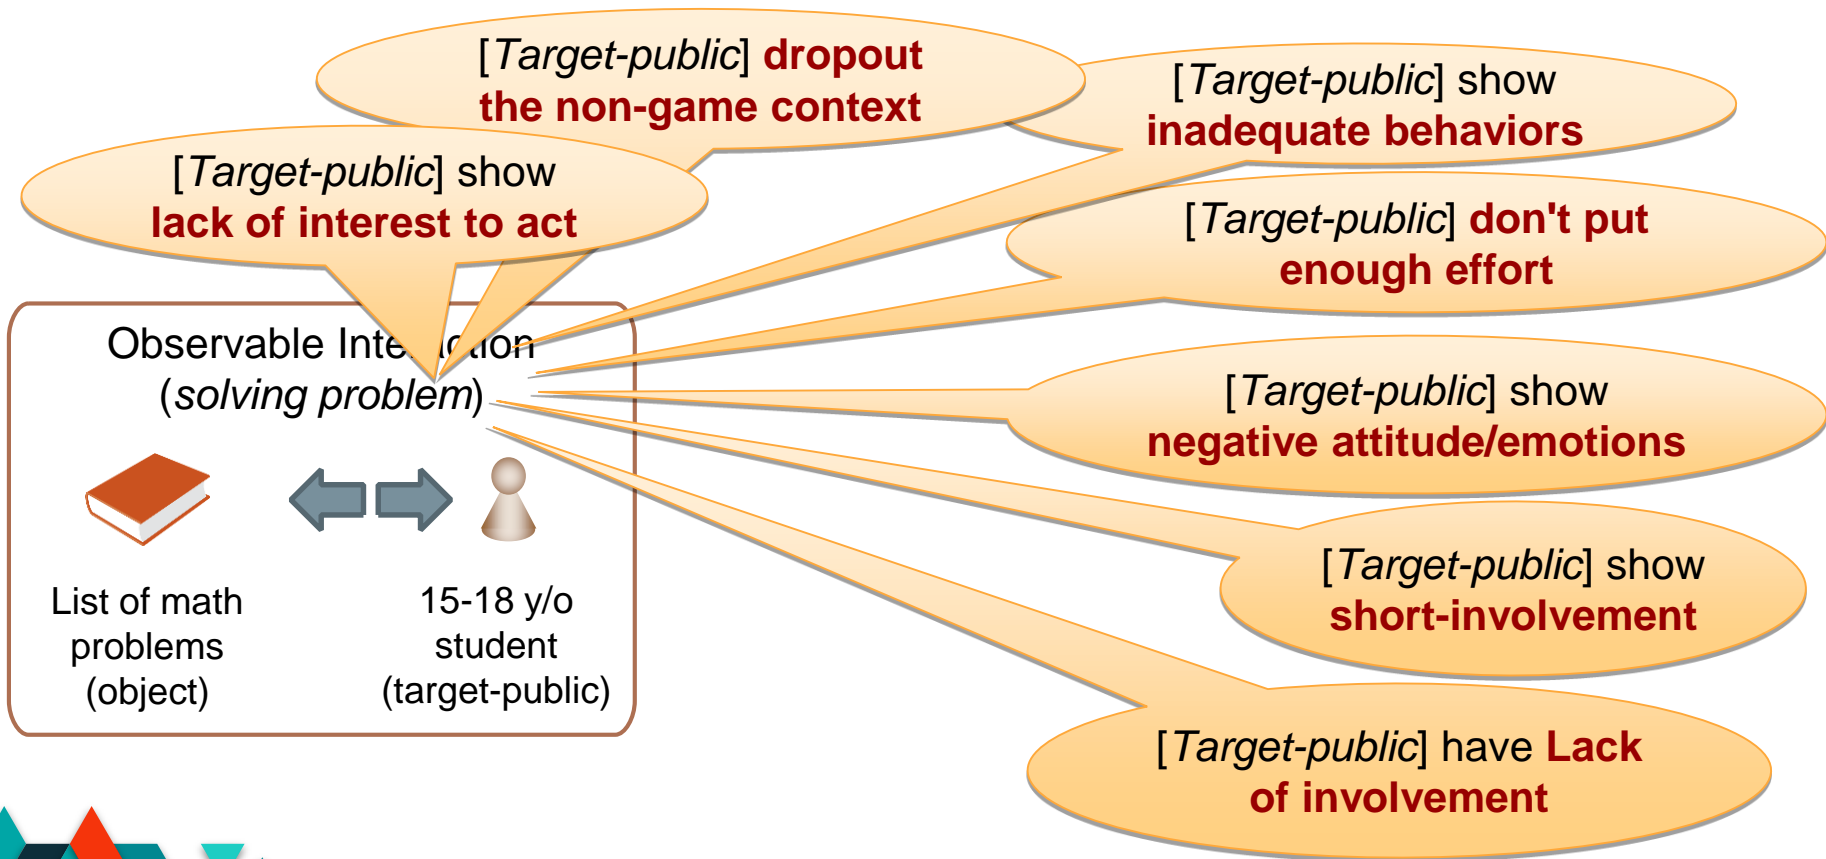 [Target-public] dropout
the non-game context
[Target-public] show
inadequate behaviors
[Target-public] show
lack of interest to act
[Target-public] don't put
enough effort
Observable Interaction
(solving problem)
[Target-public] show
negative attitude/emotions
[Target-public] show
short-involvement
List of math
problems
(object)
15-18 y/o
student
(target-public)
[Target-public] have Lack
of involvement